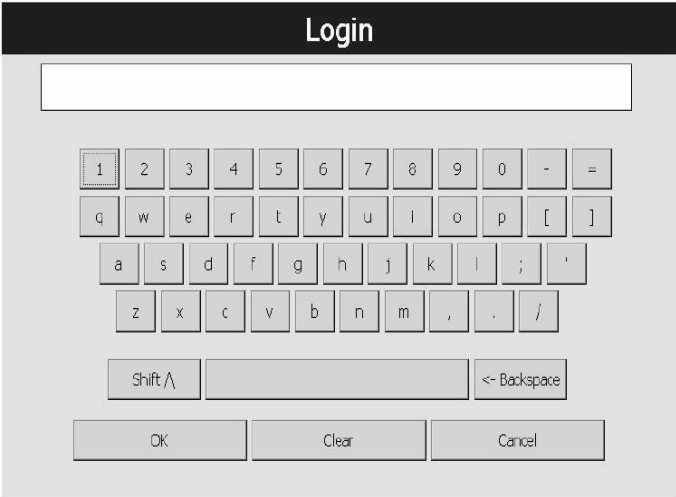 Login
1 2 3 4 5 6 7 8 9 0 - =
q w e r t y u i o p [ ]
a s d f g h j k l ; '
z x c v b n m , . /
Shift /\ <- Backspace
OK Clear Cancel